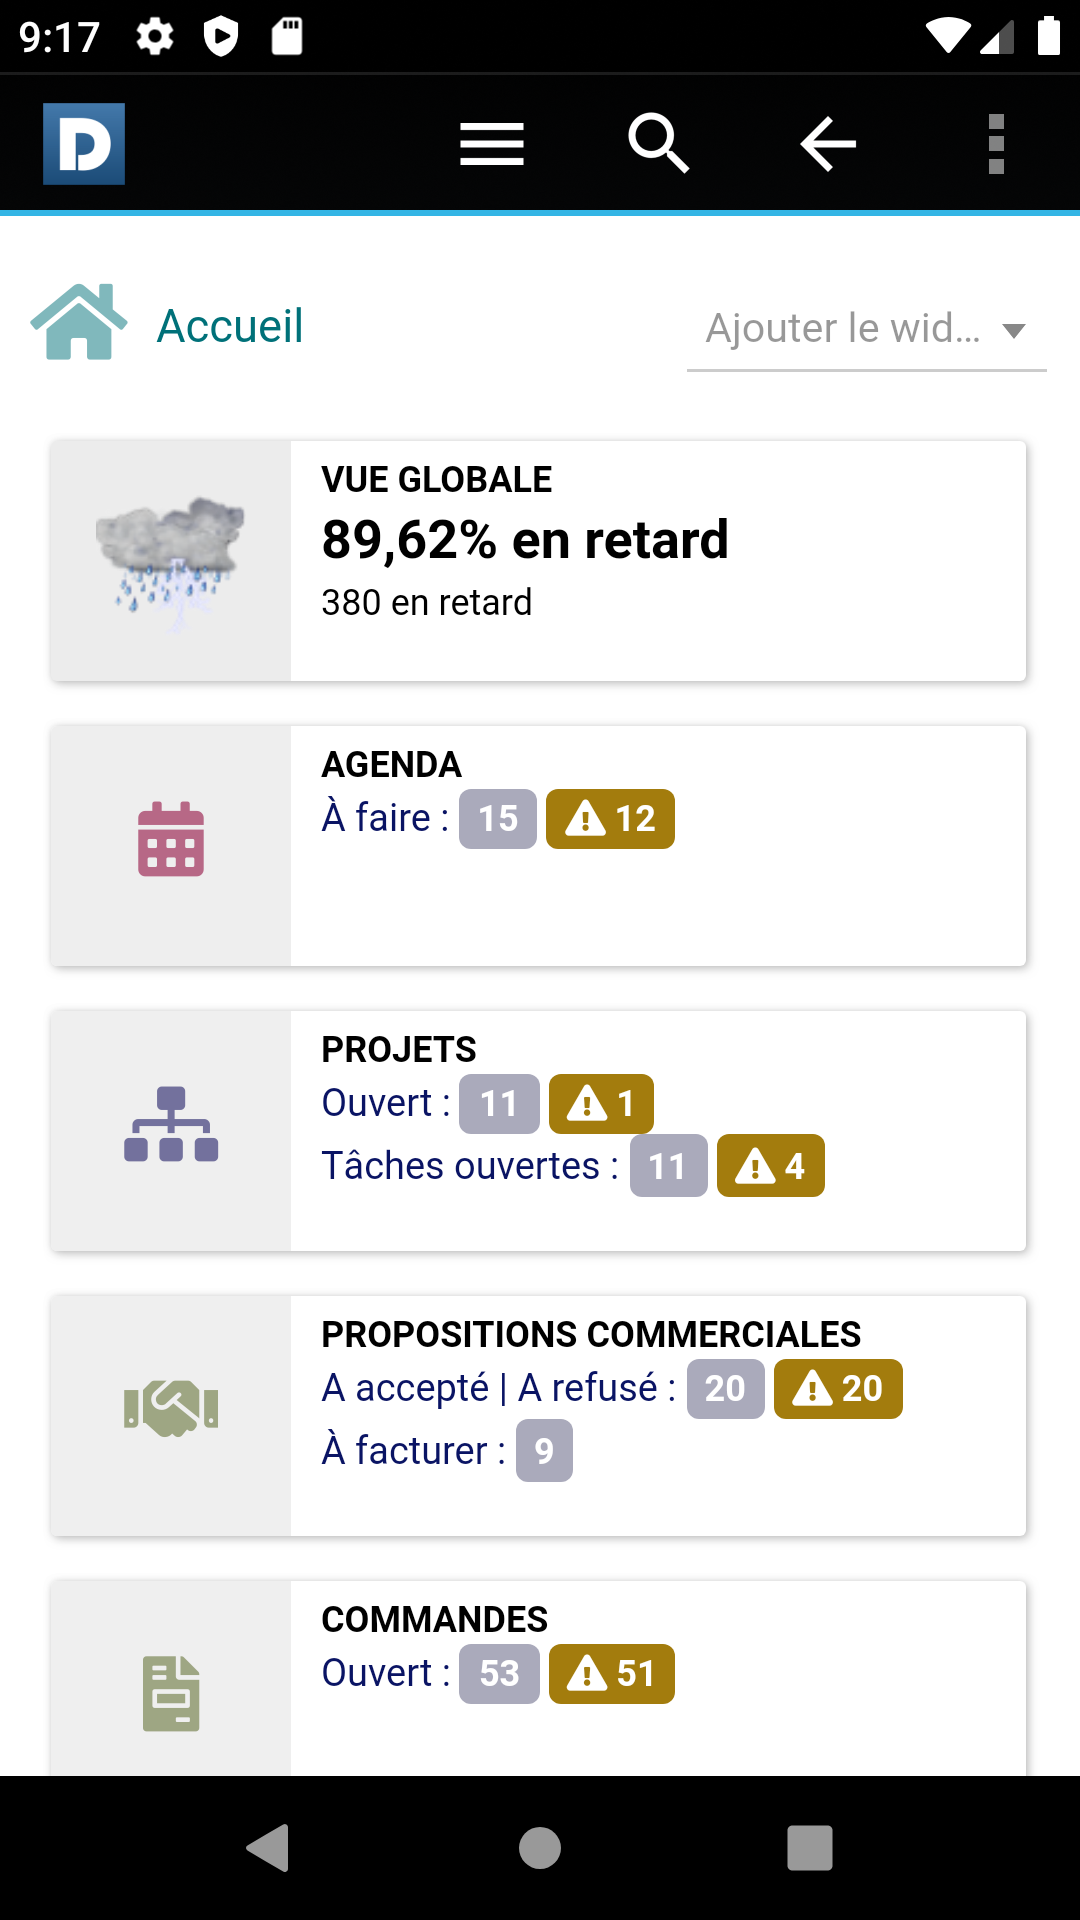 9:17
D
Accueil
Ajouter le wid...
VUE GLOBALE
89,62% en retard
380 en retard
AGENDA
À faire : 15 12
PROJETS
Ouvert : 11 1
Tâches ouvertes : 11 4
PROPOSITIONS COMMERCIALES
A accepté | A refusé : 20 20
À facturer : 9
COMMANDES
Ouvert : 53 51